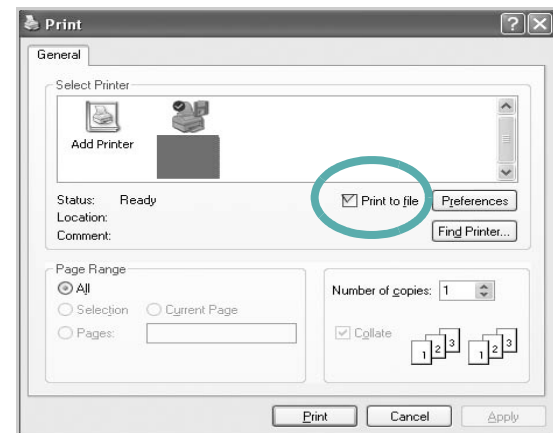 Print
General
Select Printer
Add Printer
Status: Ready
Print to file
Preferences
Location:
Comment:
Find Printer...
Page Range
All
Selection
Current Page
Pages:
Number of copies: 1
Collate
1 2 3 1 2 3
Print
Cancel
Apply